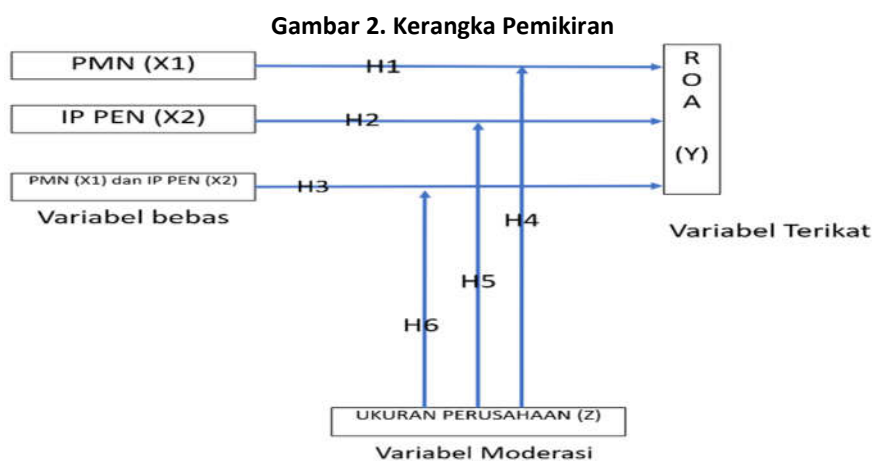 Gambar 2. Kerangka Pemikiran
PMN (X1)
H1
R
O
A
(Y)
IP PEN (X2)
H2
PMN (X1) dan IP PEN (X2)
H3
Variabel bebas
H4
Variabel Terikat
H5
H6
UKURAN PERUSAHAAN (Z)
Variabel Moderasi